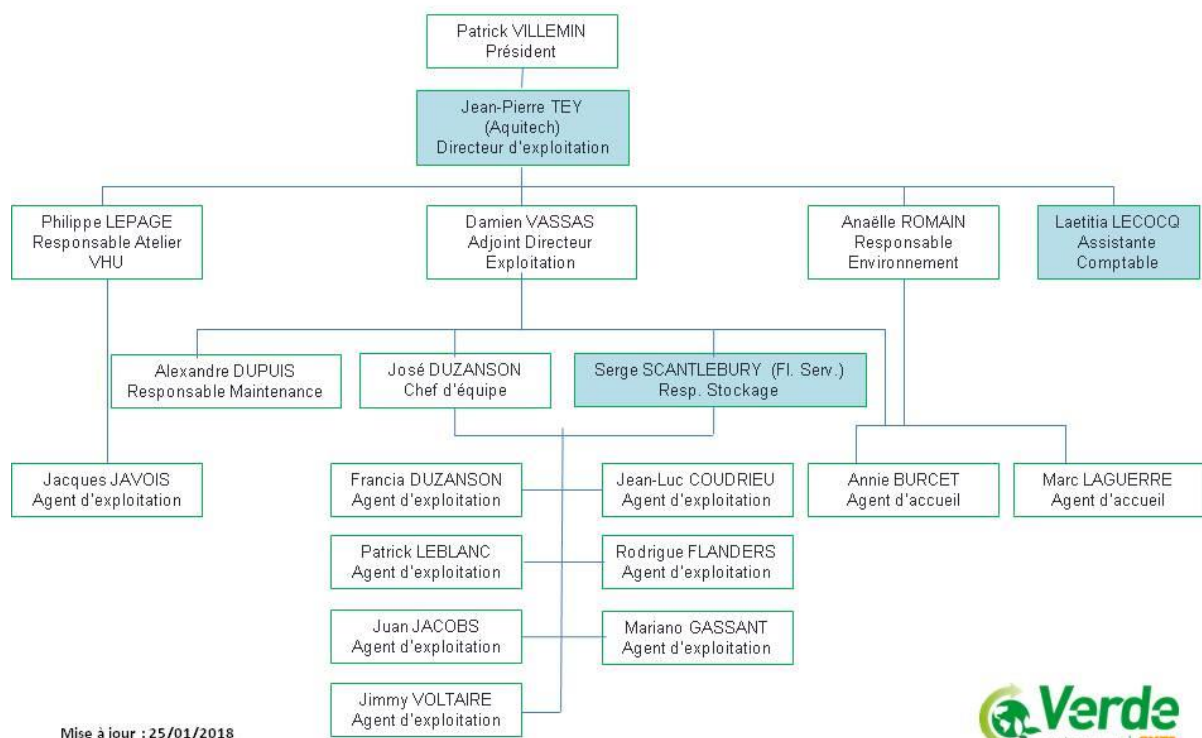 Patrick VILLEMIN
Président
Jean-Pierre TEY
(Aquitech)
Directeur d'exploitation
Philippe LEPAGE
Responsable Atelier
VHU
Damien VASSAS
Adjoint Directeur
Exploitation
Anaëlle ROMAIN
Responsable
Environnement
Laetitia LECOCQ
Assistante
Comptable
Alexandre DUPUIS
Responsable Maintenance
José DUZANSON
Chef d'équipe
Serge SCANTLEBURY (Fl. Serv.)
Resp. Stockage
Jacques JAVOIS
Agent d'exploitation
Francia DUZANSON
Agent d'exploitation
Jean-Luc COUDRIEU
Agent d'exploitation
Annie BURCET
Agent d'accueil
Marc LAGUERRE
Agent d'accueil
Patrick LEBLANC
Agent d'exploitation
Rodrigue FLANDERS
Agent d'exploitation
Juan JACOBS
Agent d'exploitation
Mariano GASSANT
Agent d'exploitation
Jimmy VOLTAIRE
Agent d'exploitation
Mise à jour : 25/01/2018
Verde